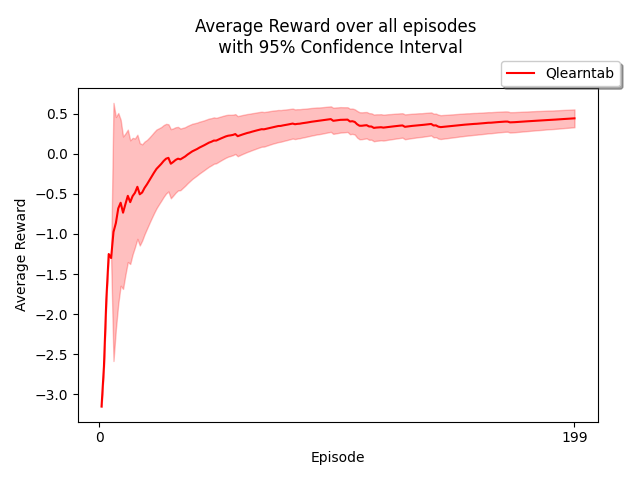 Average Reward over all episodes
with 95% Confidence Interval
Qlearntab
0.5
0.0
−0.5
−1.0
−1.5
−2.0
−2.5
−3.0
Average Reward
0
199
Episode